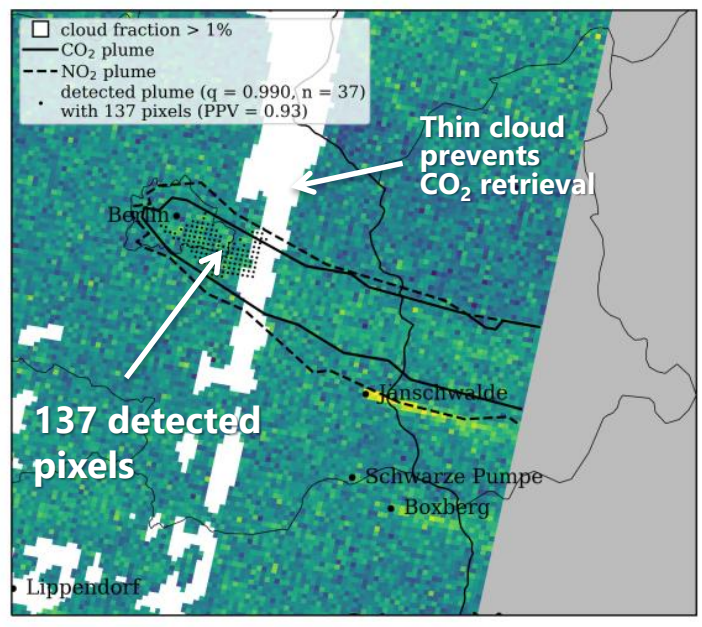 cloud fraction > 1%
CO₂ plume
NO₂ plume
detected plume (q = 0.990, n = 37)
with 137 pixels (PPV = 0.93)
Thin cloud
prevents
CO₂ retrieval
Berlin
Jänschwalde
137 detected
pixels
Schwarze Pumpe
Boxberg
Lippendorf